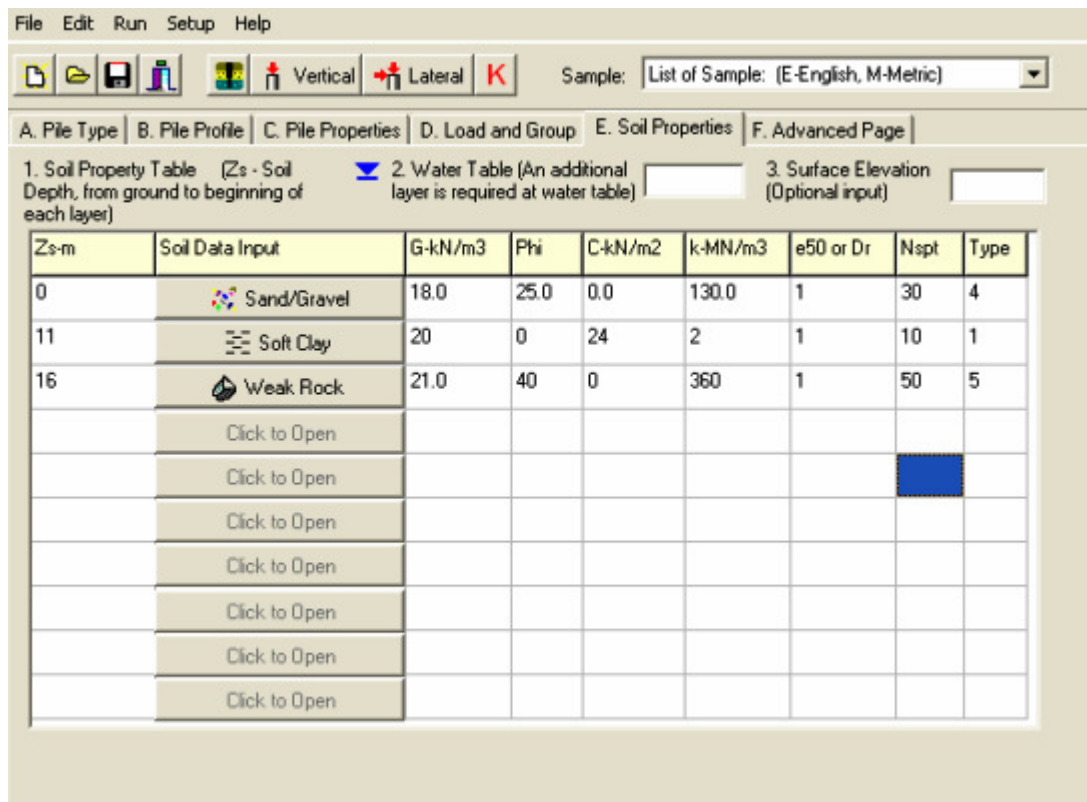 File Edit Run Setup Help
Vertical Lateral K Sample: List of Sample: (E-English, M-Metric)
A. Pile Type B. Pile Profile C. Pile Properties D. Load and Group E. Soil Properties F. Advanced Page
1. Soil Property Table (Zs - Soil
Depth, from ground to beginning of
each layer)
2. Water Table (An additional
layer is required at water table)
3. Surface Elevation
(Optional input)
Zs-m Soil Data Input G-kN/m3 Phi C-kN/m2 k-MN/m3 e50 or Dr Nspt Type
0 Sand/Gravel 18.0 25.0 0.0 130.0 1 30 4
11 Soft Clay 20 0 24 2 1 10 1
16 Weak Rock 21.0 40 0 360 1 50 5
Click to Open
Click to Open
Click to Open
Click to Open
Click to Open
Click to Open
Click to Open